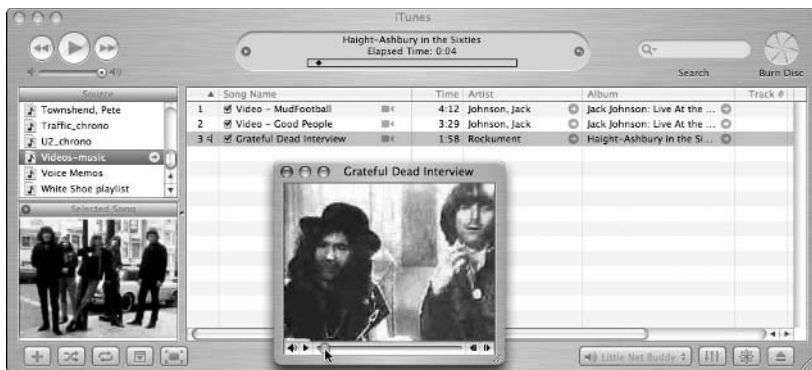 iTunes
Haight-Ashbury in the Sixties
Elapsed Time: 0:04
Search
Burn Disc
Source
Townshend, Pete
Traffic_chrono
U2_chrono
Videos-music
Voice Memos
White Shoe playlist
Selected Song
Song Name Time Artist Album Track #
1 Video - MudFootball 4:12 Johnson, Jack Jack Johnson: Live At the ...
2 Video - Good People 3:29 Johnson, Jack Jack Johnson: Live At the ...
3 Grateful Dead Interview 1:58 Rockument Haight-Ashbury in the Si...
Grateful Dead Interview
Little Net Buddy